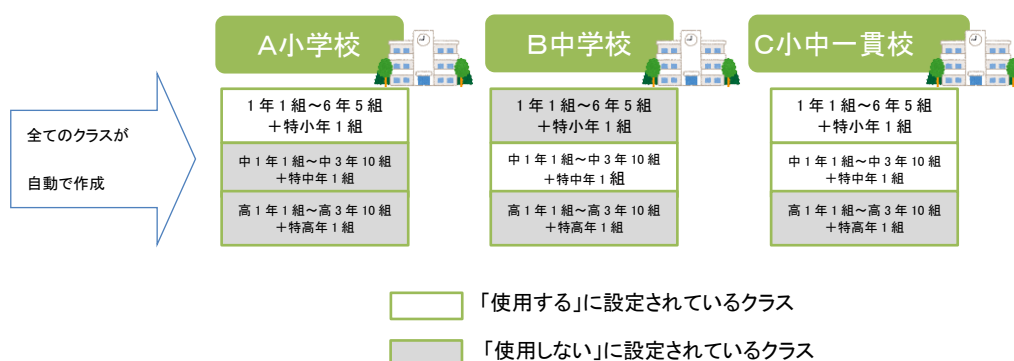 A小学校
B中学校
C小中一貫校
全てのクラスが
自動で作成
1年1組～6年5組
＋特小年1組
中1年1組～中3年10組
＋特中年1組
高1年1組～高3年10組
＋特高年1組
1年1組～6年5組
＋特小年1組
中1年1組～中3年10組
＋特中年1組
高1年1組～高3年10組
＋特高年1組
1年1組～6年5組
＋特小年1組
中1年1組～中3年10組
＋特中年1組
高1年1組～高3年10組
＋特高年1組
「使用する」に設定されているクラス
「使用しない」に設定されているクラス